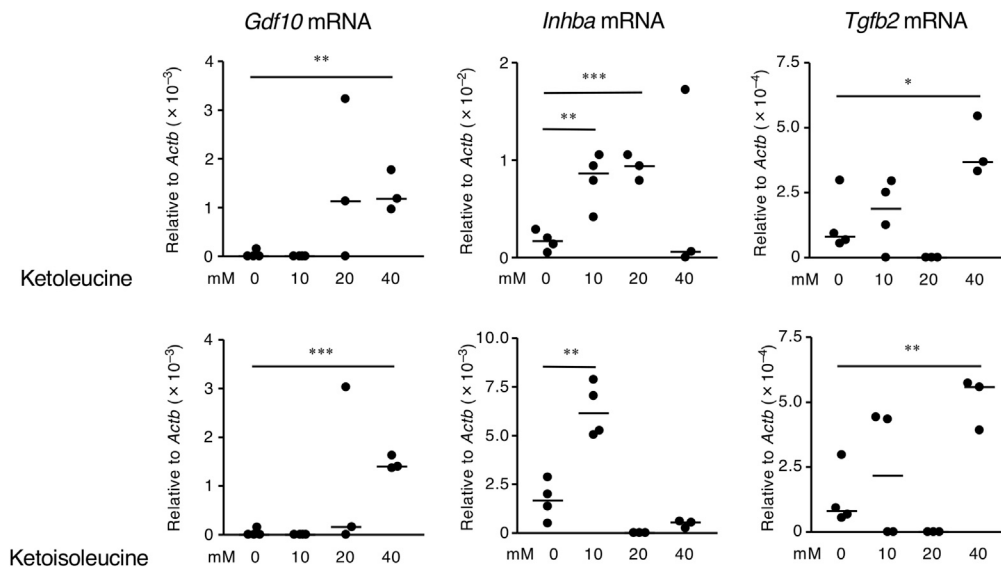 Gdf10 mRNA
Inhba mRNA
Tgfb2 mRNA
Ketoleucine
Relative to Actb ( × 10⁻³)
4
3
2
1
0
**
mM 0 10 20 40
Relative to Actb ( × 10⁻²)
2
1
0
***
**
mM 0 10 20 40
Relative to Actb ( × 10⁻⁴)
7.5
5.0
2.5
0
*
mM 0 10 20 40
Ketoisoleucine
Relative to Actb ( × 10⁻³)
4
3
2
1
0
***
mM 0 10 20 40
Relative to Actb ( × 10⁻³)
10.0
7.5
5.0
2.5
0
**
mM 0 10 20 40
Relative to Actb ( × 10⁻⁴)
7.5
5.0
2.5
0
**
mM 0 10 20 40